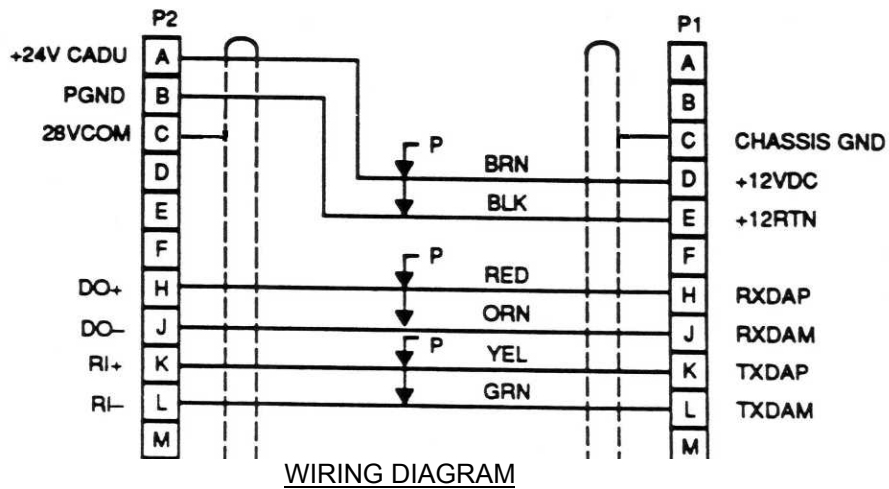 P2 P1
+24V CADU A A
PGND B B
28VCOM C P C CHASSIS GND
D BRN D +12VDC
E BLK E +12RTN
F P F
DO+ H RED H RXDAP
DO– J ORN J RXDAM
RI+ K P YEL K TXDAP
RI– L GRN L TXDAM
M M
WIRING DIAGRAM